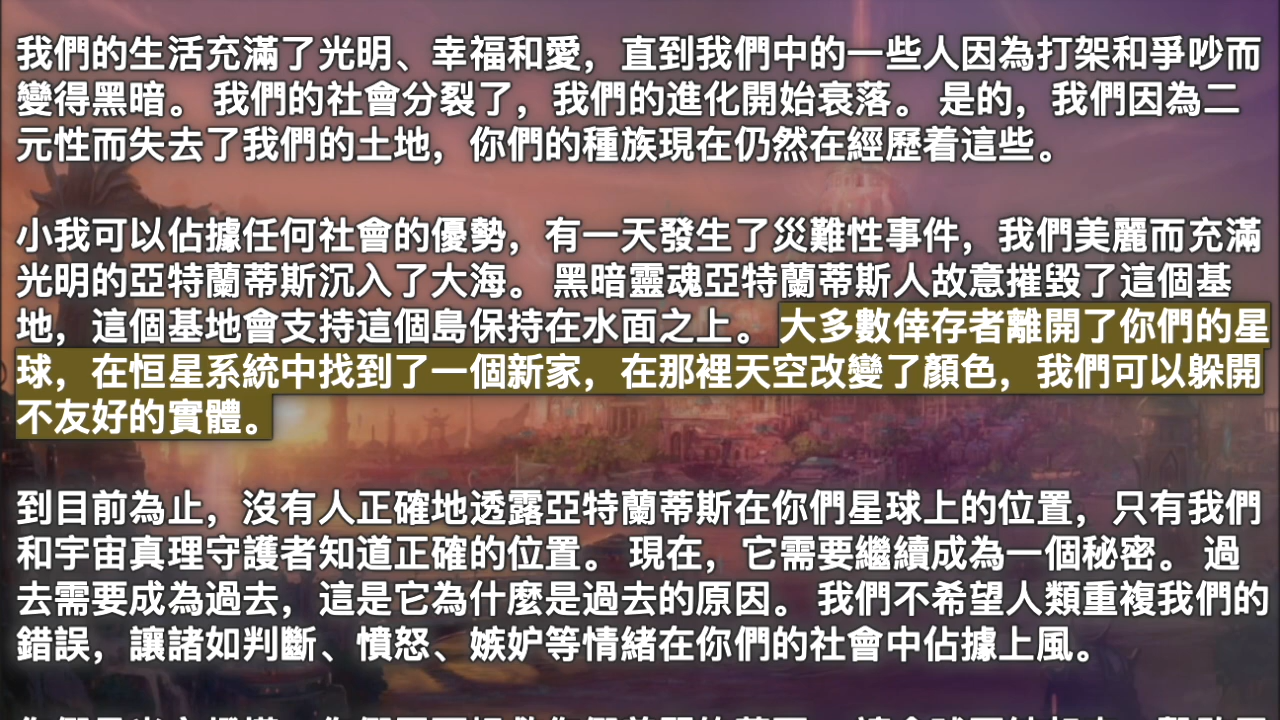 我們的生活充滿了光明、幸福和愛，直到我們中的一些人因為打架和爭吵而
變得黑暗。 我們的社會分裂了，我們的進化開始衰落。 是的，我們因為二
元性而失去了我們的土地，你們的種族現在仍然在經歷着這些。
小我可以佔據任何社會的優勢，有一天發生了災難性事件，我們美麗而充滿
光明的亞特蘭蒂斯沉入了大海。 黑暗靈魂亞特蘭蒂斯人故意摧毀了這個基
地，這個基地會支持這個島保持在水面之上。 大多數倖存者離開了你們的星
球，在恒星系統中找到了一個新家，在那裡天空改變了顏色，我們可以躲開
不友好的實體。
到目前為止，沒有人正確地透露亞特蘭蒂斯在你們星球上的位置，只有我們
和宇宙真理守護者知道正確的位置。 現在，它需要繼續成為一個秘密。 過
去需要成為過去，這是它為什麼是過去的原因。 我們不希望人類重複我們的
錯誤，讓諸如判斷、憤怒、嫉妒等情緒在你們的社會中佔據上風。